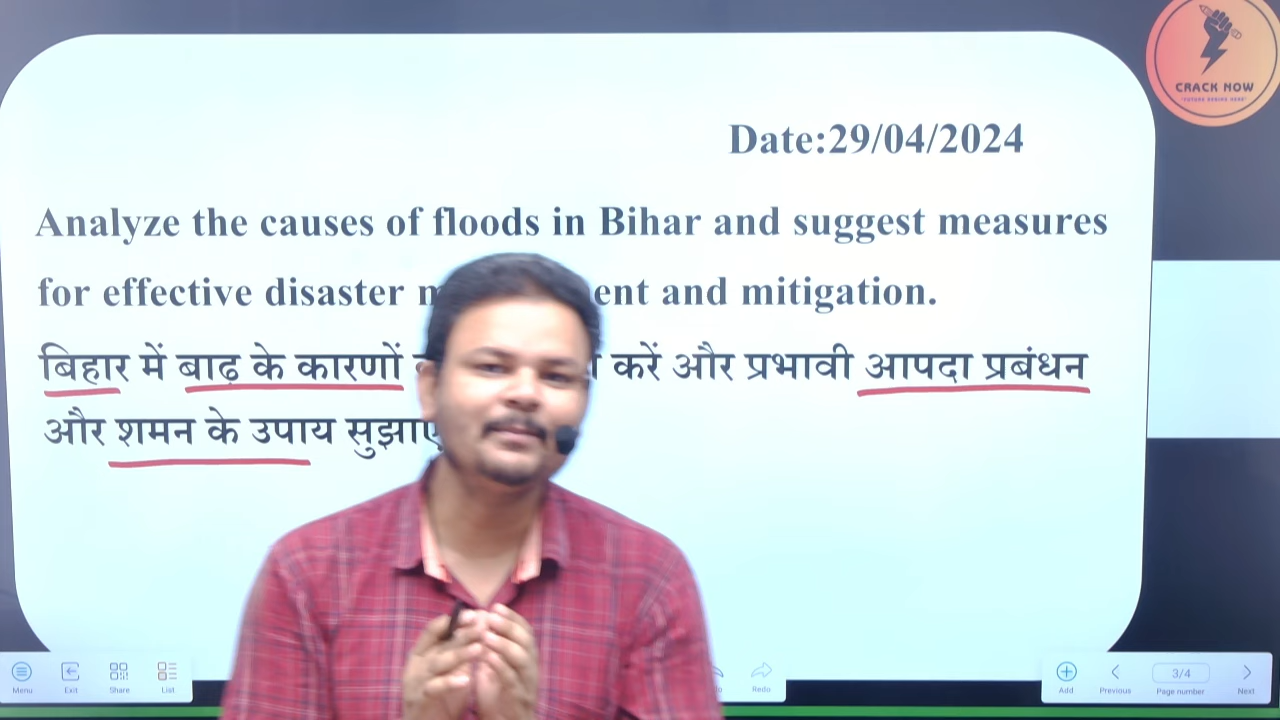 CRACK NOW
Date:29/04/2024
Analyze the causes of floods in Bihar and suggest measures
for effective disaster ent and mitigation.
बिहार में बाढ़ के कारणों करें और प्रभावी आपदा प्रबंधन
और शमन के उपाय
Menu
Exit
Share
List
Redo
Add
Previous
3/4
Page number
Next